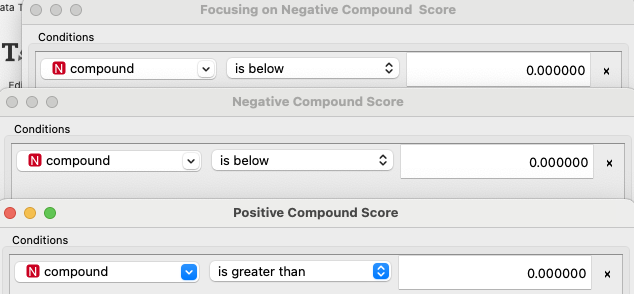 ata T
Focusing on Negative Compound Score
Conditions
Ts
N compound is below 0.000000 ×
Edi
Negative Compound Score
Conditions
N compound is below 0.000000 ×
Positive Compound Score
Conditions
N compound is greater than 0.000000 ×